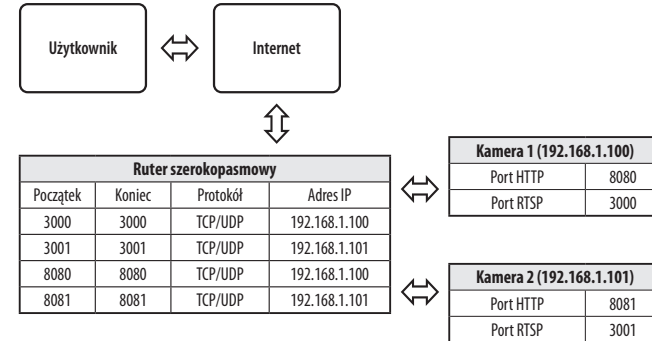 Użytkownik
Internet
Ruter szerokopasmowy
Początek Koniec Protokół Adres IP
3000 3000 TCP/UDP 192.168.1.100
3001 3001 TCP/UDP 192.168.1.101
8080 8080 TCP/UDP 192.168.1.100
8081 8081 TCP/UDP 192.168.1.101
Kamera 1 (192.168.1.100)
Port HTTP 8080
Port RTSP 3000
Kamera 2 (192.168.1.101)
Port HTTP 8081
Port RTSP 3001